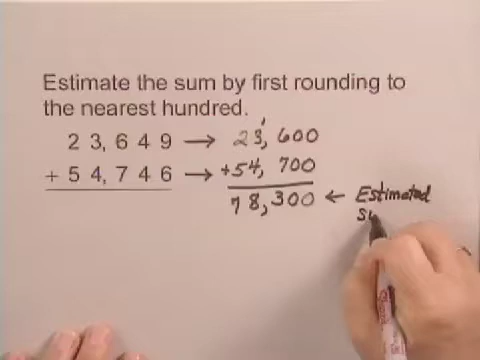 Estimate the sum by first rounding to
the nearest hundred.
1
2 3, 6 4 9 → 23, 600
+ 5 4, 7 4 6 → +54, 700
78,300 ← Estimated